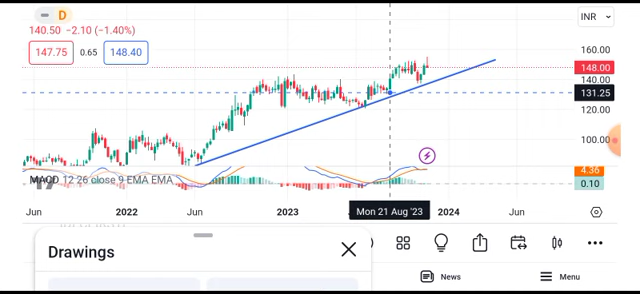 D
INR
140.50 −2.10 (−1.40%)
147.75 0.65 148.40
160.00
148.00
140.00
131.25
120.00
100.00
MACD 12 26 close 9 EMA EMA
4.36
0.10
Jun 2022 Jun 2023 Mon 21 Aug '23 2024 Jun
Drawings
News
Menu